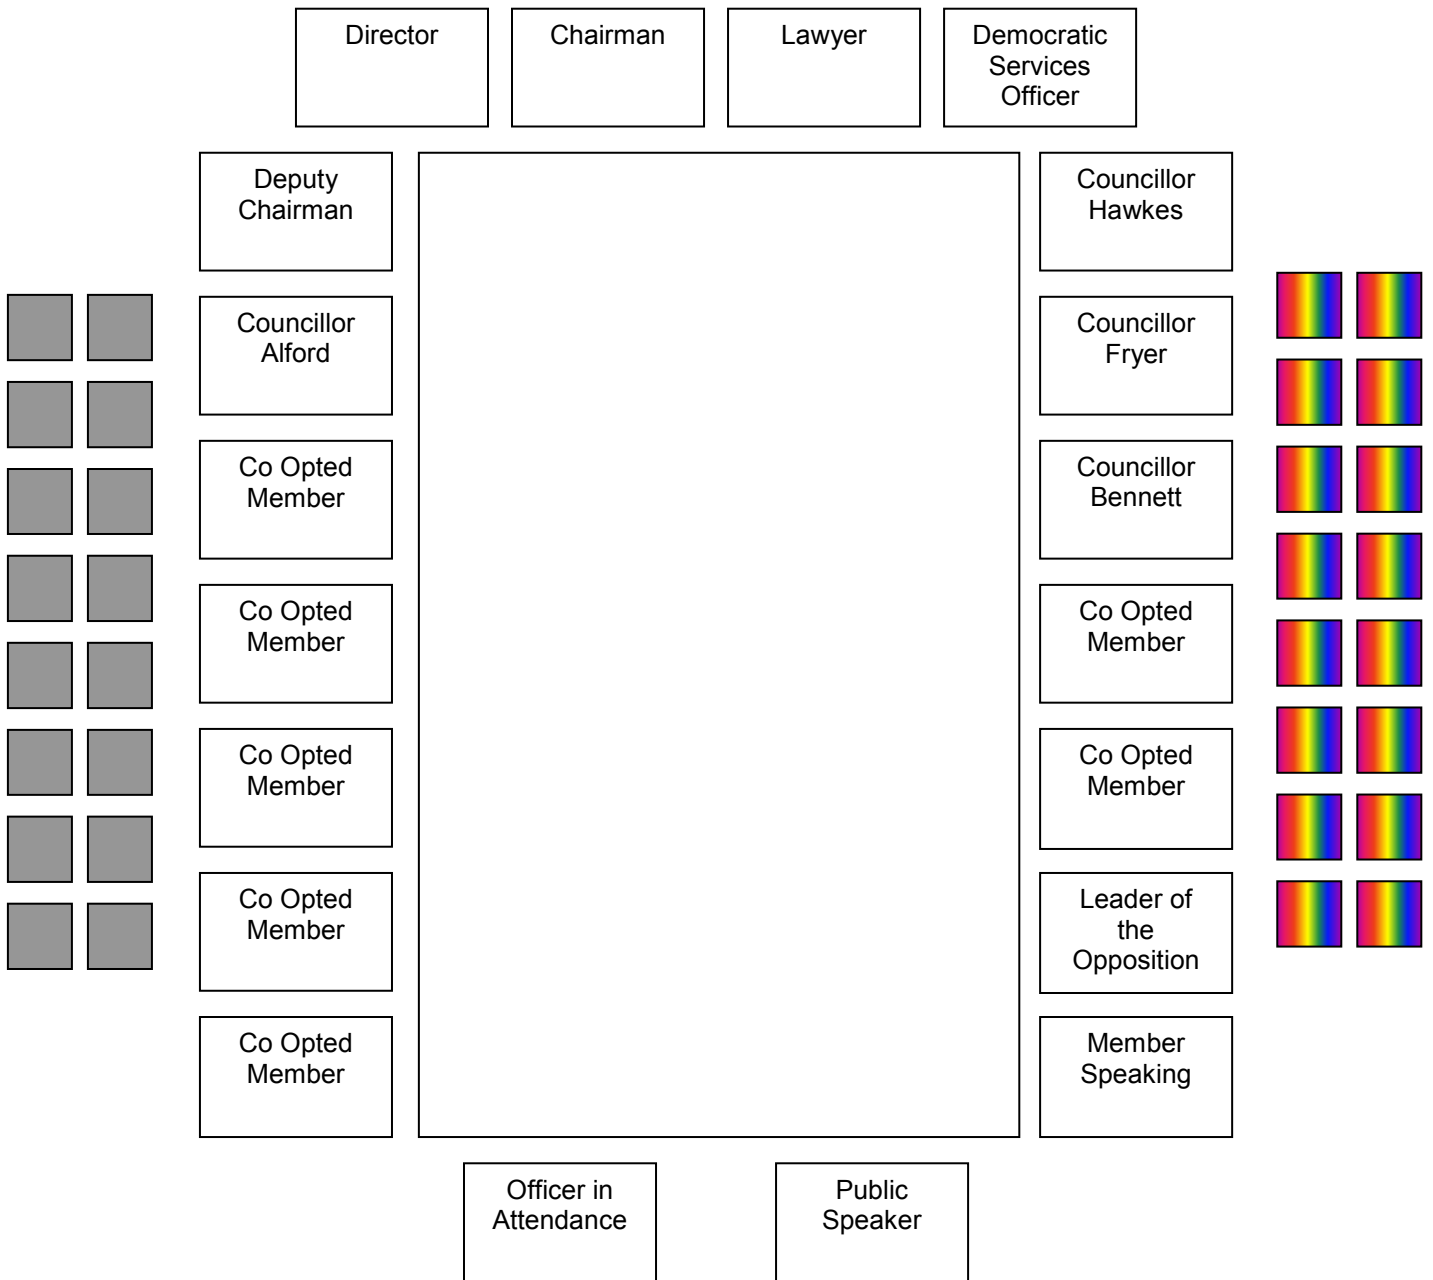 Director
Chairman
Lawyer
Democratic
Services
Officer
Deputy
Chairman
Councillor
Hawkes
Councillor
Alford
Councillor
Fryer
Co Opted
Member
Councillor
Bennett
Co Opted
Member
Co Opted
Member
Co Opted
Member
Co Opted
Member
Co Opted
Member
Leader of
the
Opposition
Co Opted
Member
Member
Speaking
Officer in
Attendance
Public
Speaker